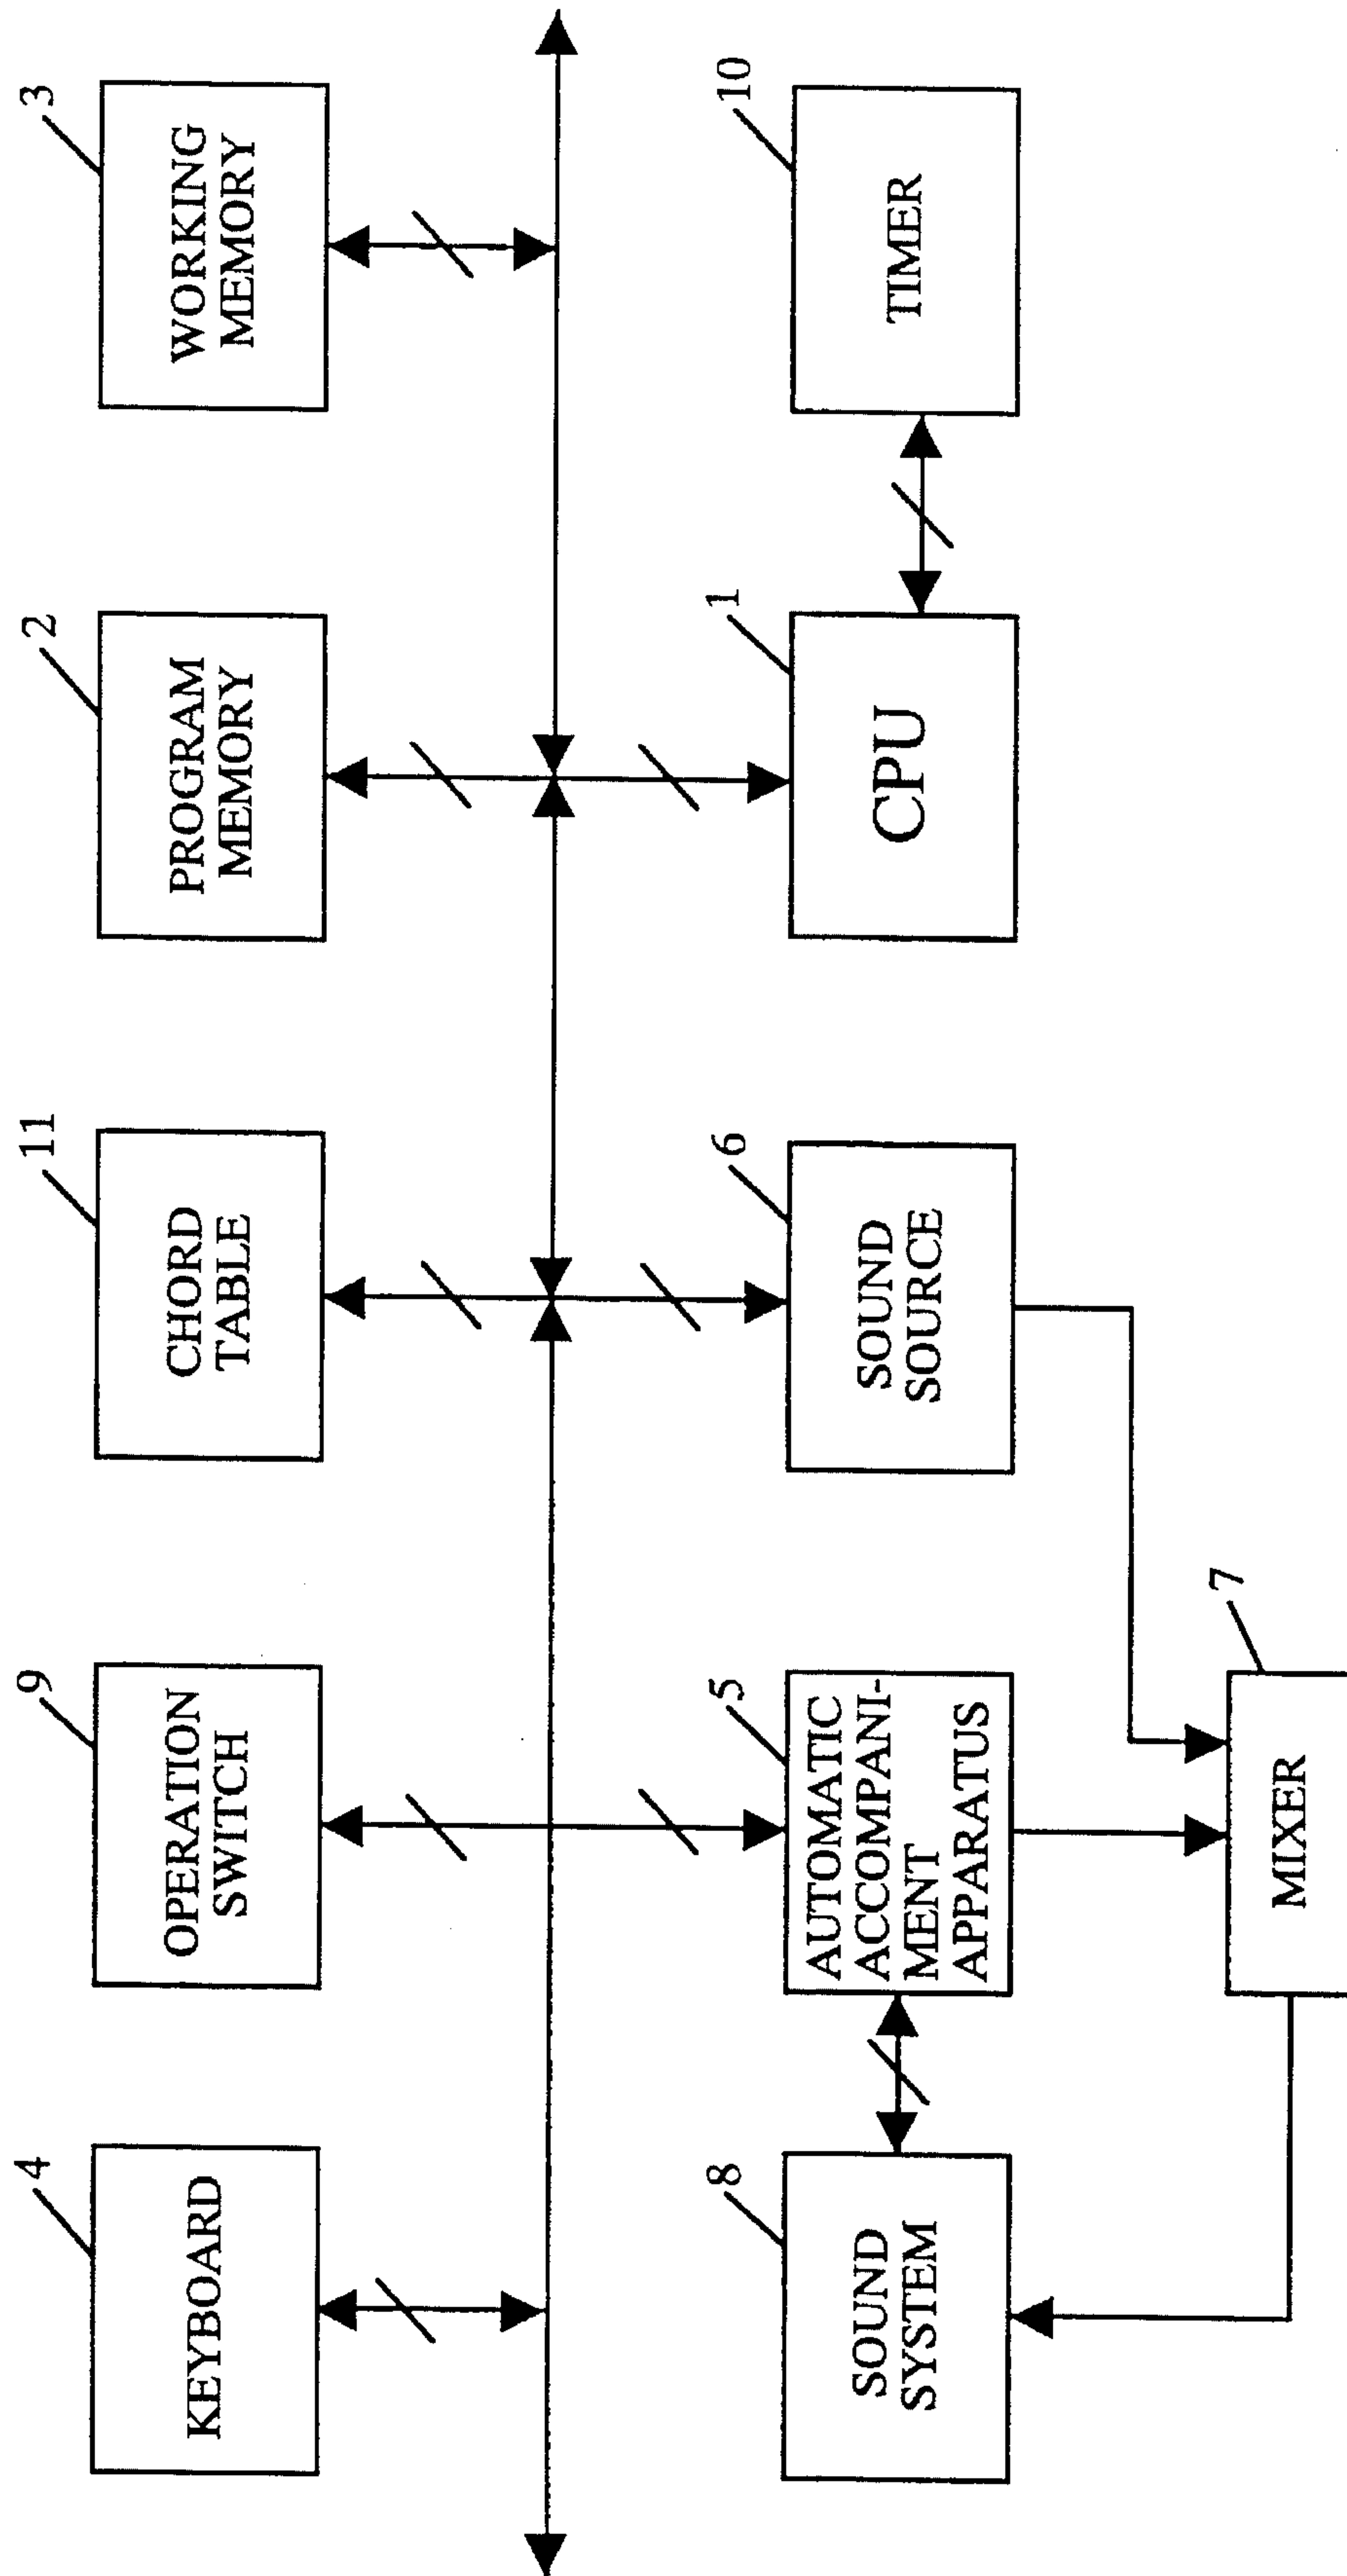 4
KEYBOARD
9
OPERATION
SWITCH
11
CHORD
TABLE
2
PROGRAM
MEMORY
3
WORKING
MEMORY
8
SOUND
SYSTEM
5
AUTOMATIC
ACCOMPANI-
MENT
APPARATUS
6
SOUND
SOURCE
1
CPU
10
TIMER
7
MIXER